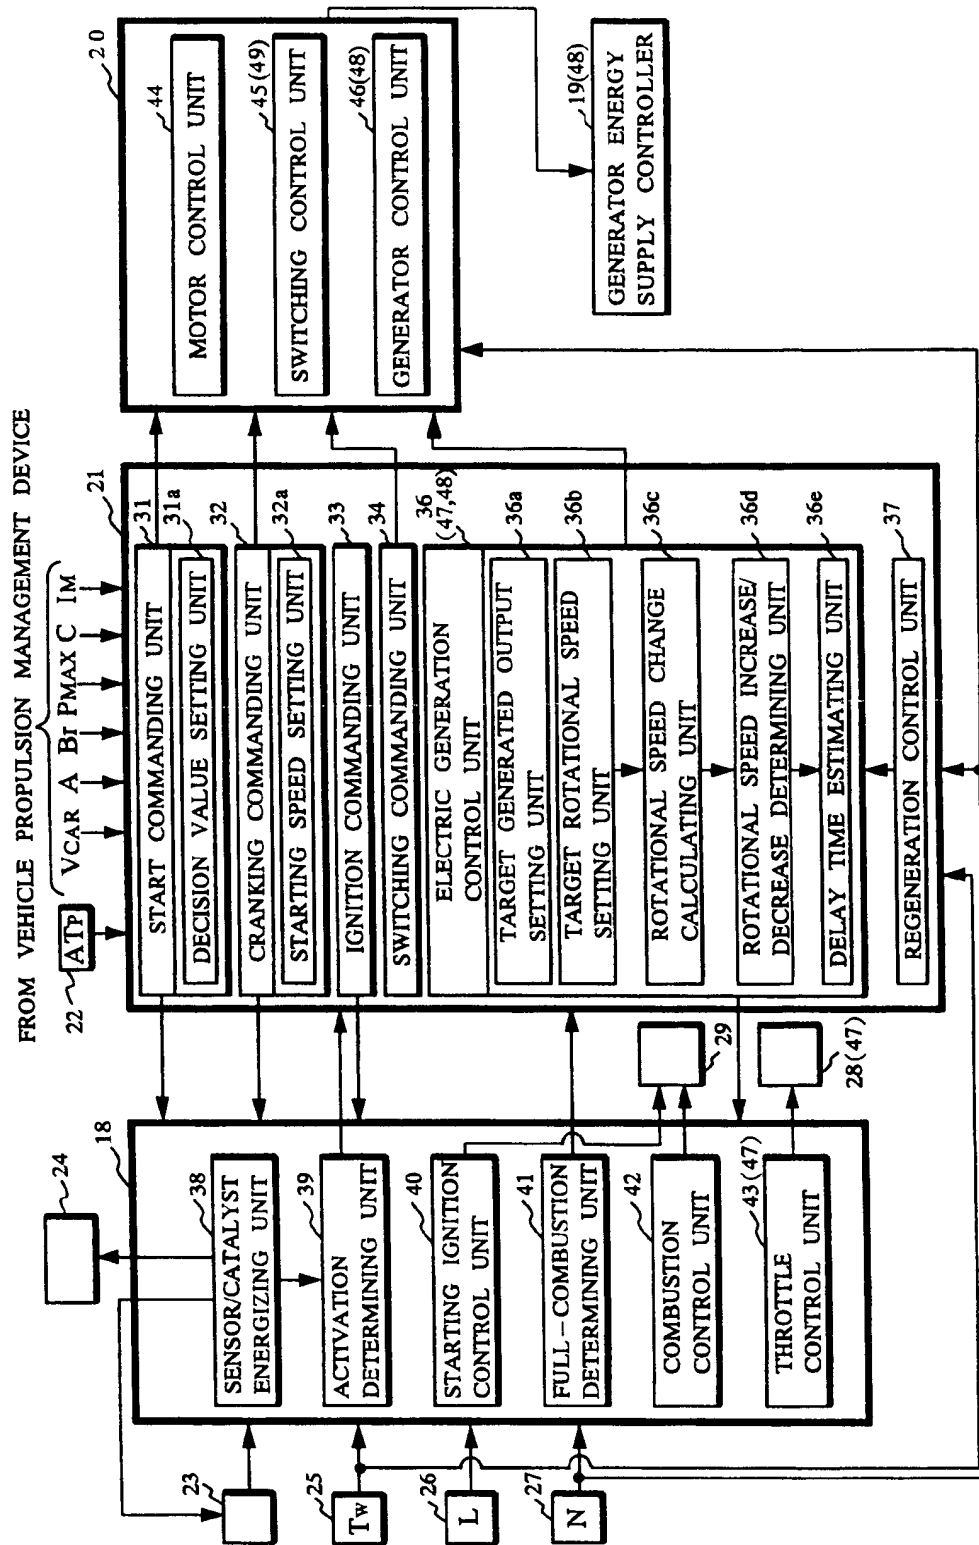 FROM VEHICLE PROPULSION MANAGEMENT DEVICE
22
ATP
VCAR A Br PMAX C IM
24
18
38
SENSOR/CATALYST
ENERGIZING UNIT
39
ACTIVATION
DETERMINING UNIT
40
STARTING IGNITION
CONTROL UNIT
41
FULL-COMBUSTION
DETERMINING UNIT
42
COMBUSTION
CONTROL UNIT
43(47)
THROTTLE
CONTROL UNIT
23
25
TW
26
L
27
N
29
28(47)
21
31
START COMMANDING UNIT
31a
DECISION VALUE SETTING UNIT
32
CRANKING COMMANDING UNIT
32a
STARTING SPEED SETTING UNIT
33
IGNITION COMMANDING UNIT
34
SWITCHING COMMANDING UNIT
36
(47,48)
ELECTRIC GENERATION
CONTROL UNIT
36a
TARGET GENERATED OUTPUT
SETTING UNIT
36b
TARGET ROTATIONAL SPEED
SETTING UNIT
36c
ROTATIONAL SPEED CHANGE
CALCULATING UNIT
36d
ROTATIONAL SPEED INCREASE/
DECREASE DETERMINING UNIT
36e
DELAY TIME ESTIMATING UNIT
37
REGENERATION CONTROL UNIT
20
44
MOTOR CONTROL UNIT
45(49)
SWITCHING CONTROL UNIT
46(48)
GENERATOR CONTROL UNIT
19(48)
GENERATOR ENERGY
SUPPLY CONTROLLER